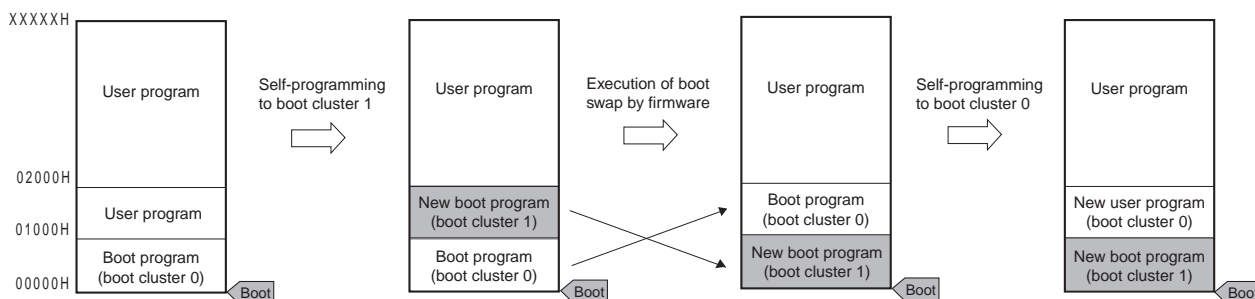 XXXXXH
User program
Self-programming
to boot cluster 1
User program
Execution of boot
swap by firmware
User program
Self-programming
to boot cluster 0
User program
02000H
User program
01000H
Boot program
(boot cluster 0)
00000H
Boot
New boot program
(boot cluster 1)
Boot program
(boot cluster 0)
Boot
Boot program
(boot cluster 0)
New boot program
(boot cluster 1)
Boot
New user program
(boot cluster 0)
New boot program
(boot cluster 1)
Boo